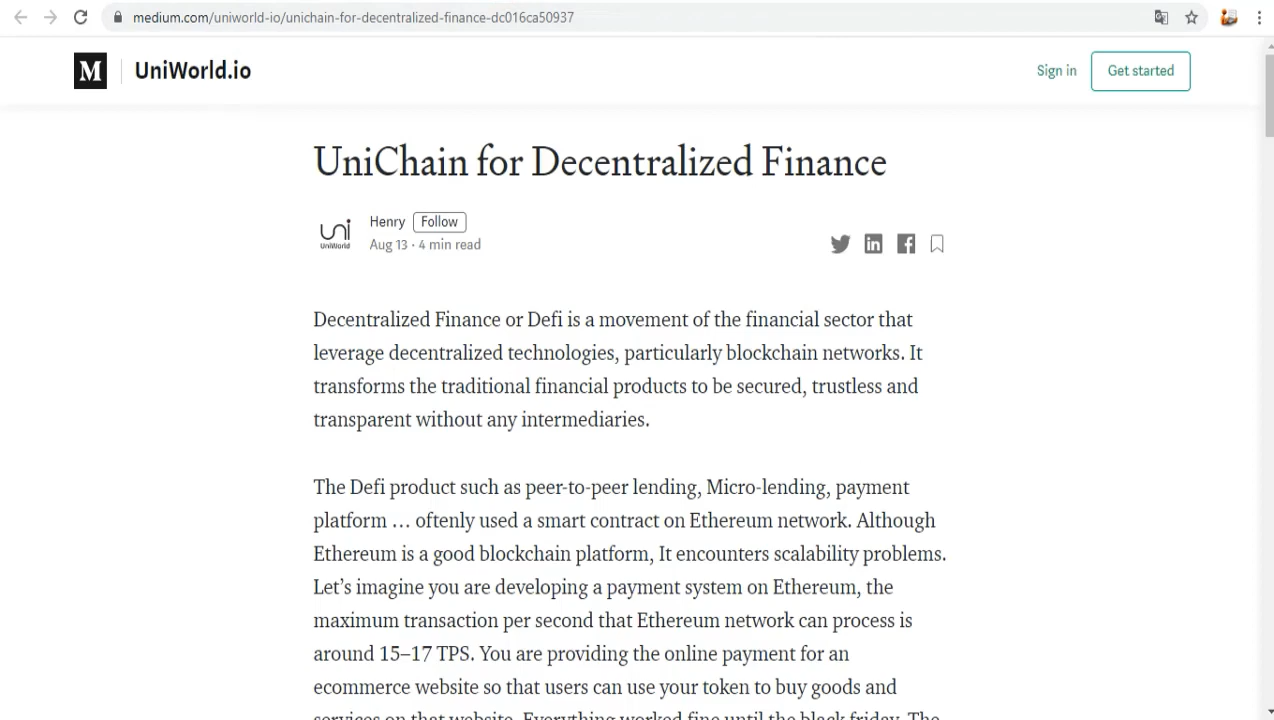 medium.com/uniworld-io/unichain-for-decentralized-finance-dc016ca50937
M UniWorld.io
Sign in Get started
UniChain for Decentralized Finance
uni
UniWorld
Henry Follow
Aug 13 · 4 min read
Decentralized Finance or Defi is a movement of the financial sector that
leverage decentralized technologies, particularly blockchain networks. It
transforms the traditional financial products to be secured, trustless and
transparent without any intermediaries.
The Defi product such as peer-to-peer lending, Micro-lending, payment
platform … oftenly used a smart contract on Ethereum network. Although
Ethereum is a good blockchain platform, It encounters scalability problems.
Let’s imagine you are developing a payment system on Ethereum, the
maximum transaction per second that Ethereum network can process is
around 15–17 TPS. You are providing the online payment for an
ecommerce website so that users can use your token to buy goods and
services on that website. Everything worked fine until the black friday. The